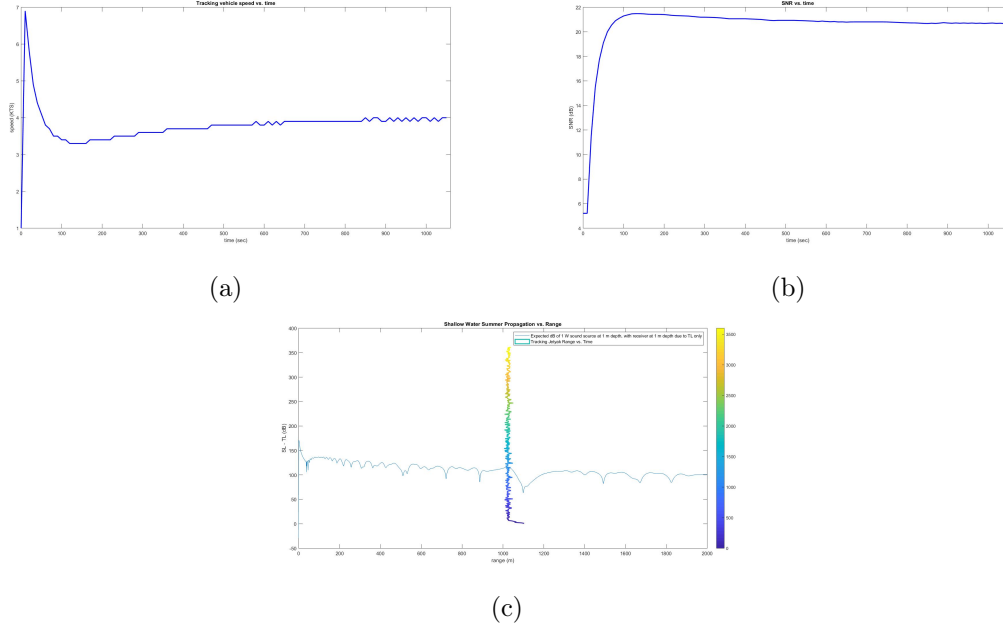 Tracking vehicle speed vs. time
7
6
5
4
3
2
1
speed (KTS)
0 100 200 300 400 500 600 700 800 900 1000
time (sec)
(a)
SNR vs. time
22
20
18
16
14
12
10
8
6
4
SNR (dB)
0 100 200 300 400 500 600 700 800 900 1000
time (sec)
(b)
Shallow Water Summer Propagation vs. Range
400
350
300
250
200
150
100
50
0
-50
SL - TL (dB)
Expected dB of 1 W sound source at 1 m depth, with receiver at 1 m depth due to TL only
Tracking Jetyak Range vs. Time
0 200 400 600 800 1000 1200 1400 1600 1800 2000
range (m)
3500
3000
2500
2000
1500
1000
500
0
(c)